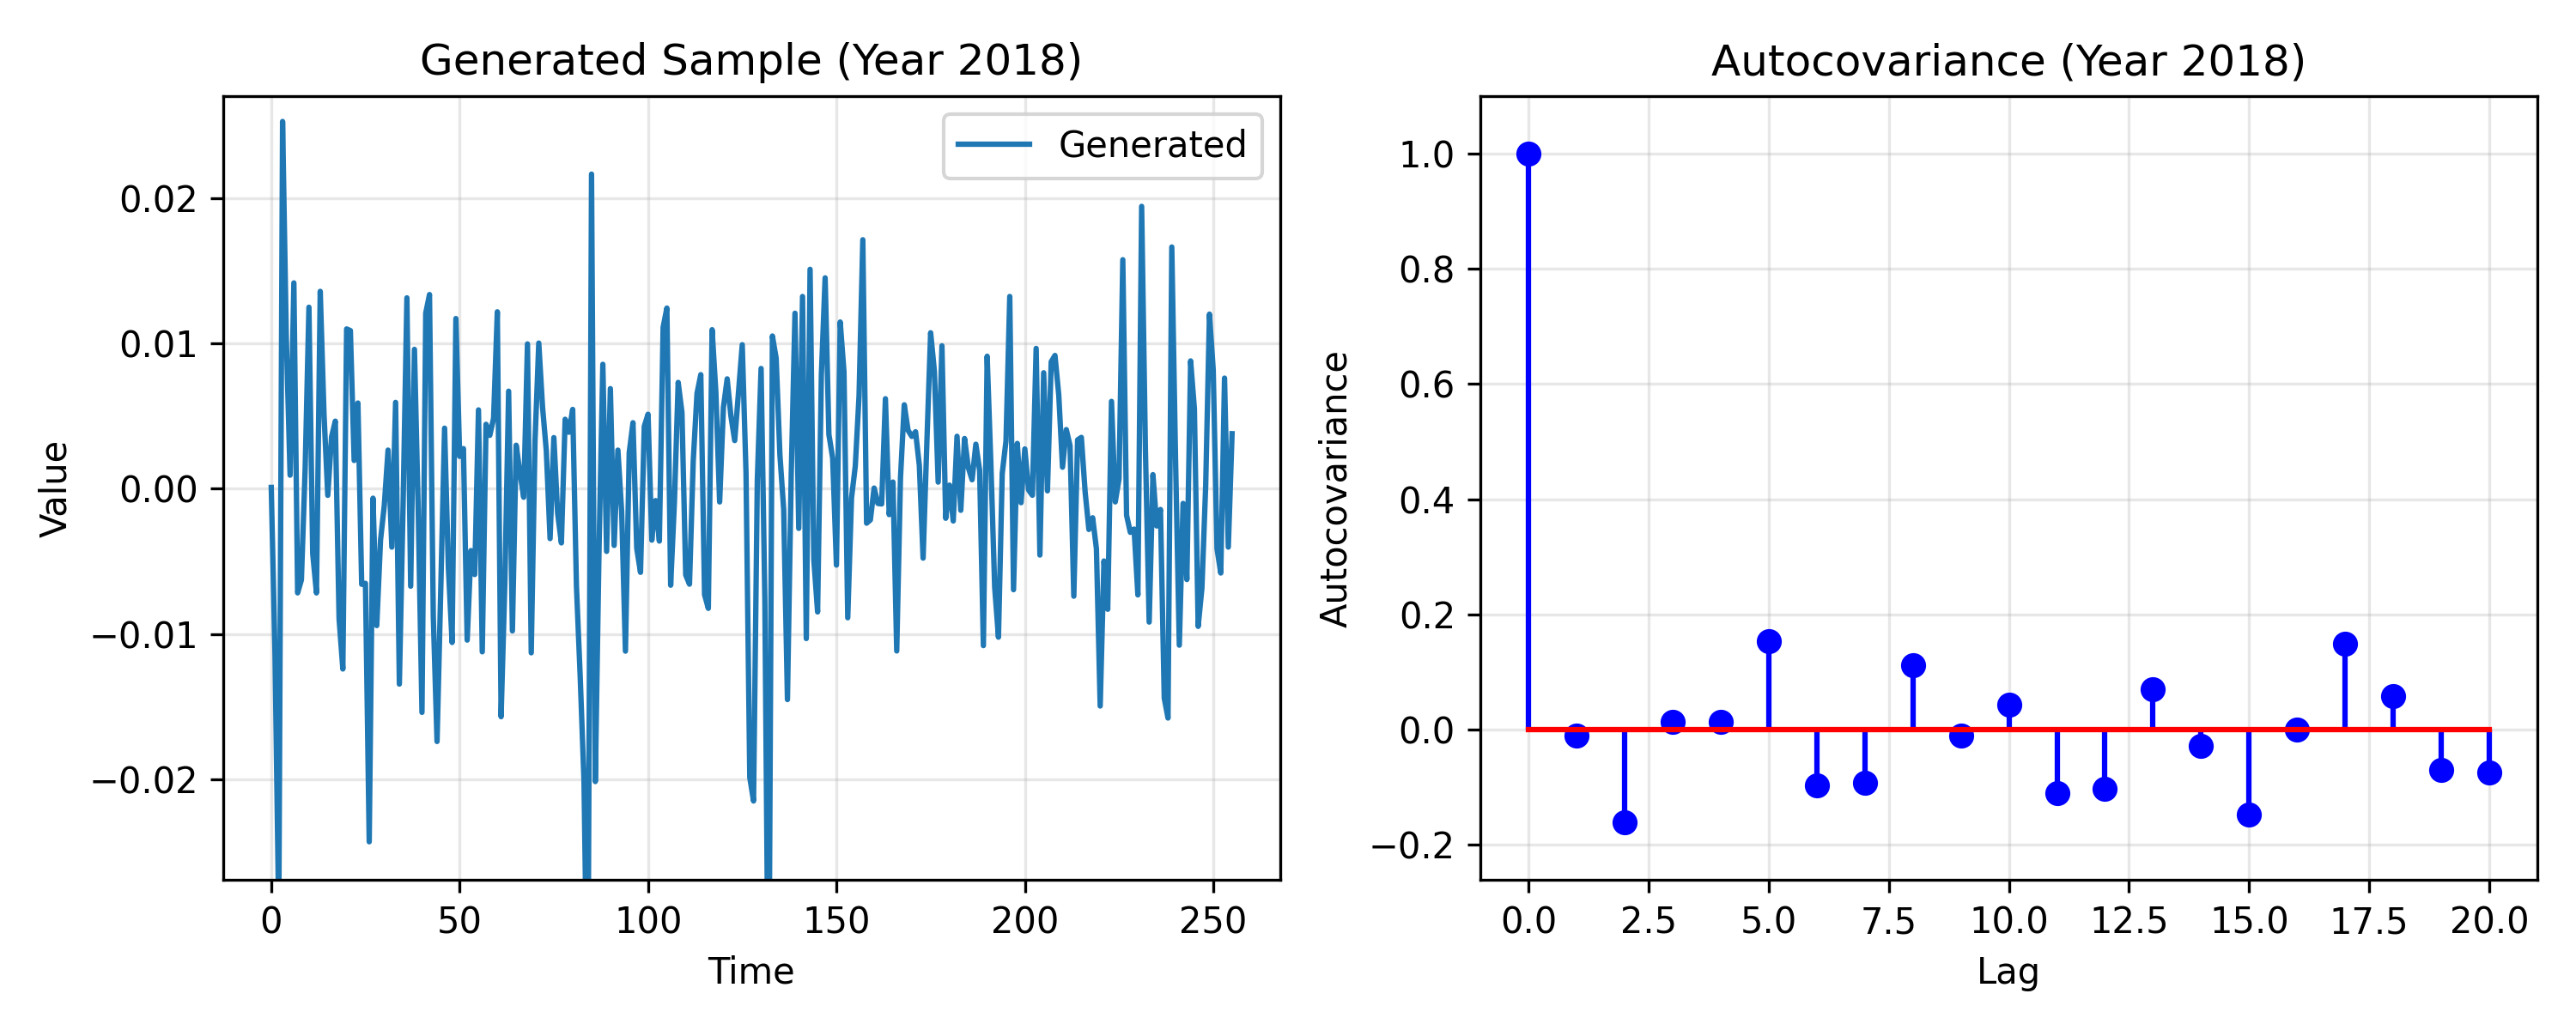 Generated Sample (Year 2018)
Generated
Value
0.02
0.01
0.00
−0.01
−0.02
0 50 100 150 200 250
Time
Autocovariance (Year 2018)
Autocovariance
1.0
0.8
0.6
0.4
0.2
0.0
−0.2
0.0 2.5 5.0 7.5 10.0 12.5 15.0 17.5 20.0
Lag